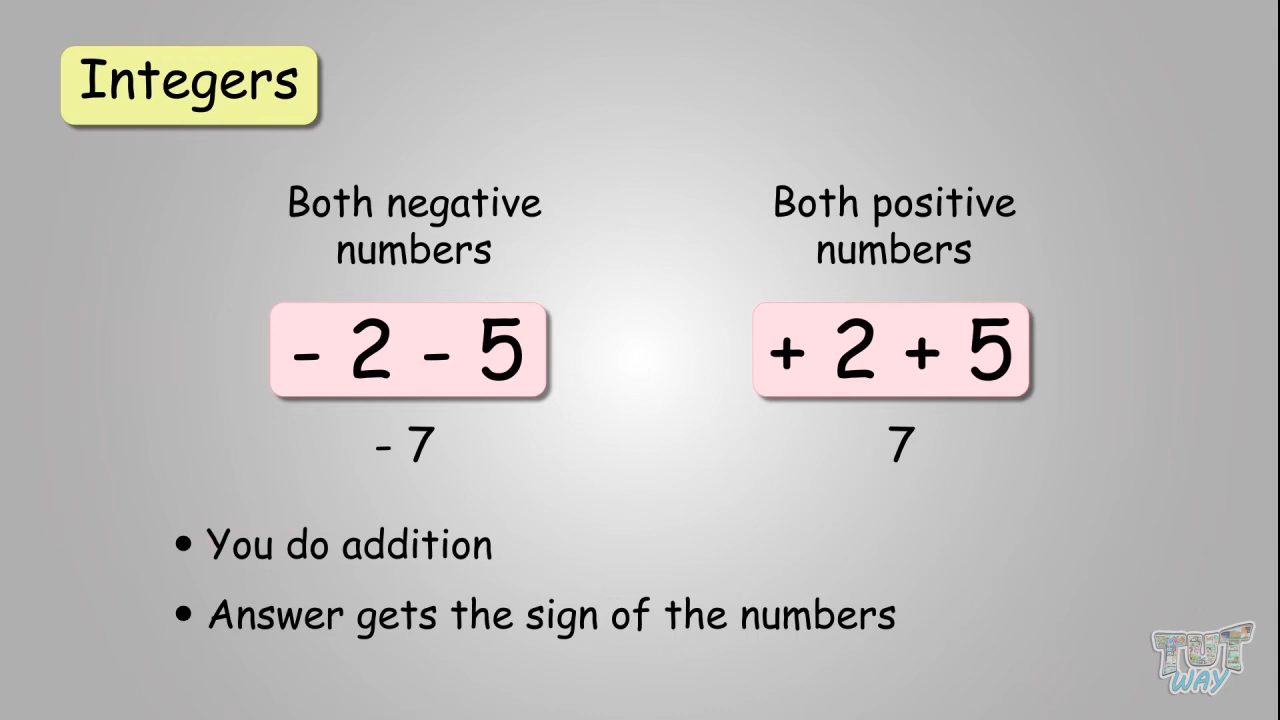 Integers
Both negative
numbers
Both positive
numbers
- 2 - 5
+ 2 + 5
- 7
7
• You do addition
• Answer gets the sign of the numbers
TUT
WAY